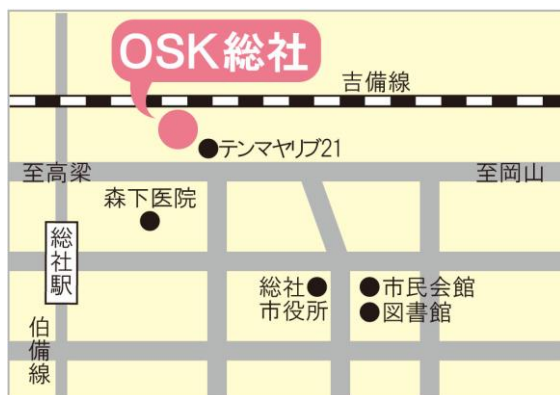 OSK総社
吉備線
テンマヤリブ21
至高梁
至岡山
森下医院
総社駅
総社
市役所
市民会館
図書館
伯備線